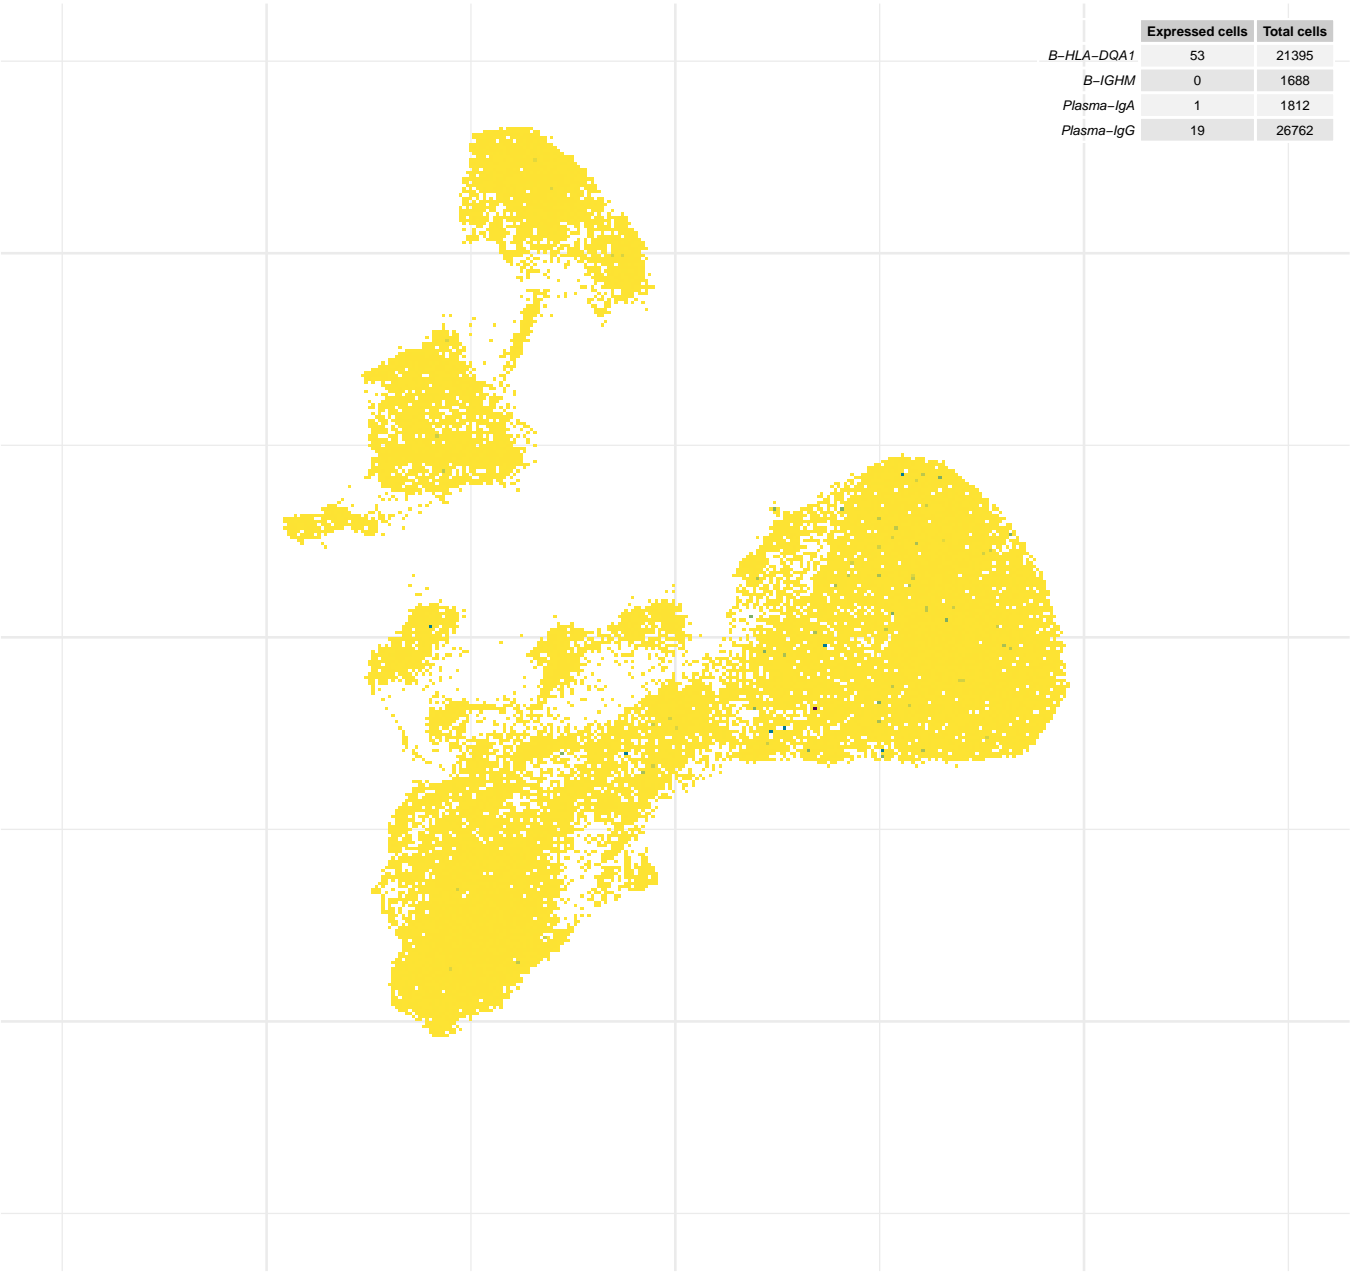 Expressed cells Total cells
B−HLA−DQA1 53 21395
B−IGHM 0 1688
Plasma−IgA 1 1812
Plasma−IgG 19 26762